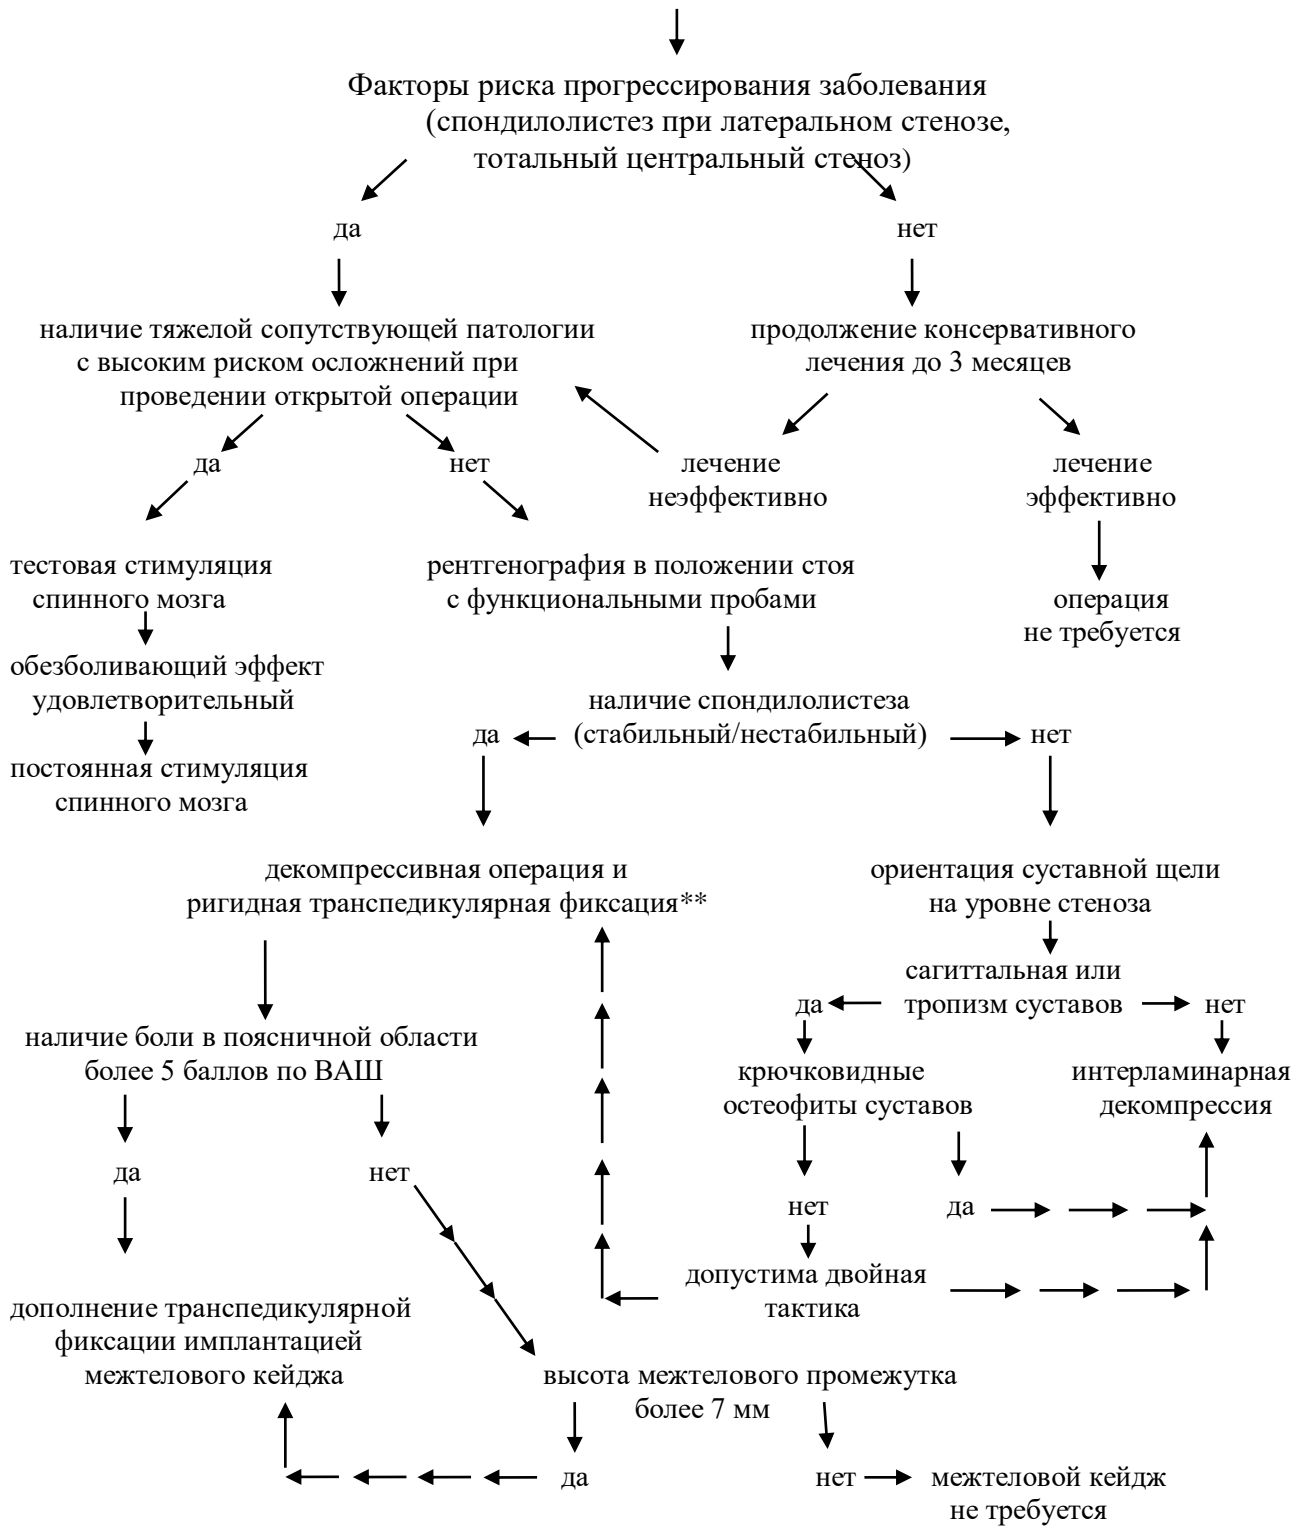 Факторы риска прогрессирования заболевания
(спондилолистез при латеральном стенозе,
тотальный центральный стеноз)
да
нет
наличие тяжелой сопутствующей патологии
с высоким риском осложнений при
проведении открытой операции
продолжение консервативного
лечения до 3 месяцев
да
нет
лечение
неэффективно
лечение
эффективно
тестовая стимуляция
спинного мозга
рентгенография в положении стоя
с функциональными пробами
операция
не требуется
обезболивающий эффект
удовлетворительный
наличие спондилолистеза
(стабильный/нестабильный)
да
нет
постоянная стимуляция
спинного мозга
декомпрессивная операция и
ригидная транспедикулярная фиксация**
ориентация суставной щели
на уровне стеноза
сагиттальная или
тропизм суставов
да
нет
наличие боли в поясничной области
более 5 баллов по ВАШ
крючковидные
остеофиты суставов
интерламинарная
декомпрессия
да
нет
нет
да
допустима двойная
тактика
дополнение транспедикулярной
фиксации имплантацией
межтелового кейджа
высота межтелового промежутка
более 7 мм
да
нет
межтеловой кейдж
не требуется